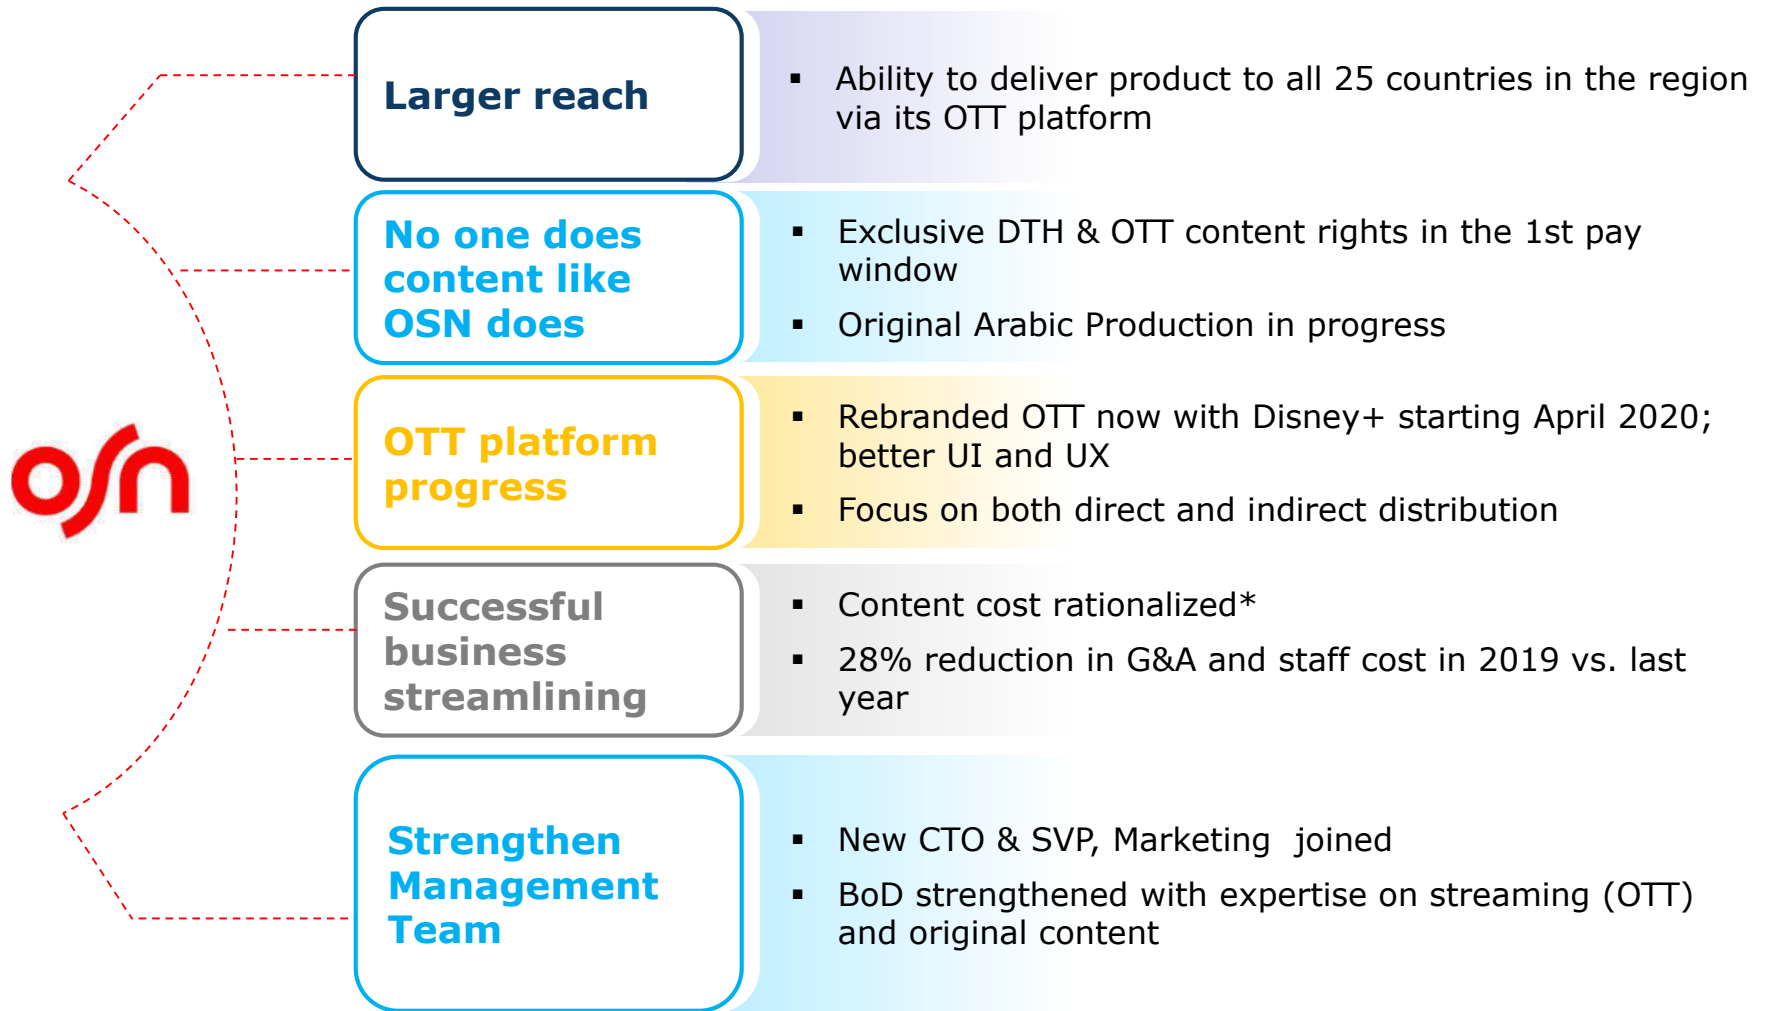 osn
Larger reach
▪ Ability to deliver product to all 25 countries in the region
via its OTT platform
No one does
content like
OSN does
▪ Exclusive DTH & OTT content rights in the 1st pay
window
▪ Original Arabic Production in progress
OTT platform
progress
▪ Rebranded OTT now with Disney+ starting April 2020;
better UI and UX
▪ Focus on both direct and indirect distribution
Successful
business
streamlining
▪ Content cost rationalized*
▪ 28% reduction in G&A and staff cost in 2019 vs. last
year
Strengthen
Management
Team
▪ New CTO & SVP, Marketing  joined
▪ BoD strengthened with expertise on streaming (OTT)
and original content